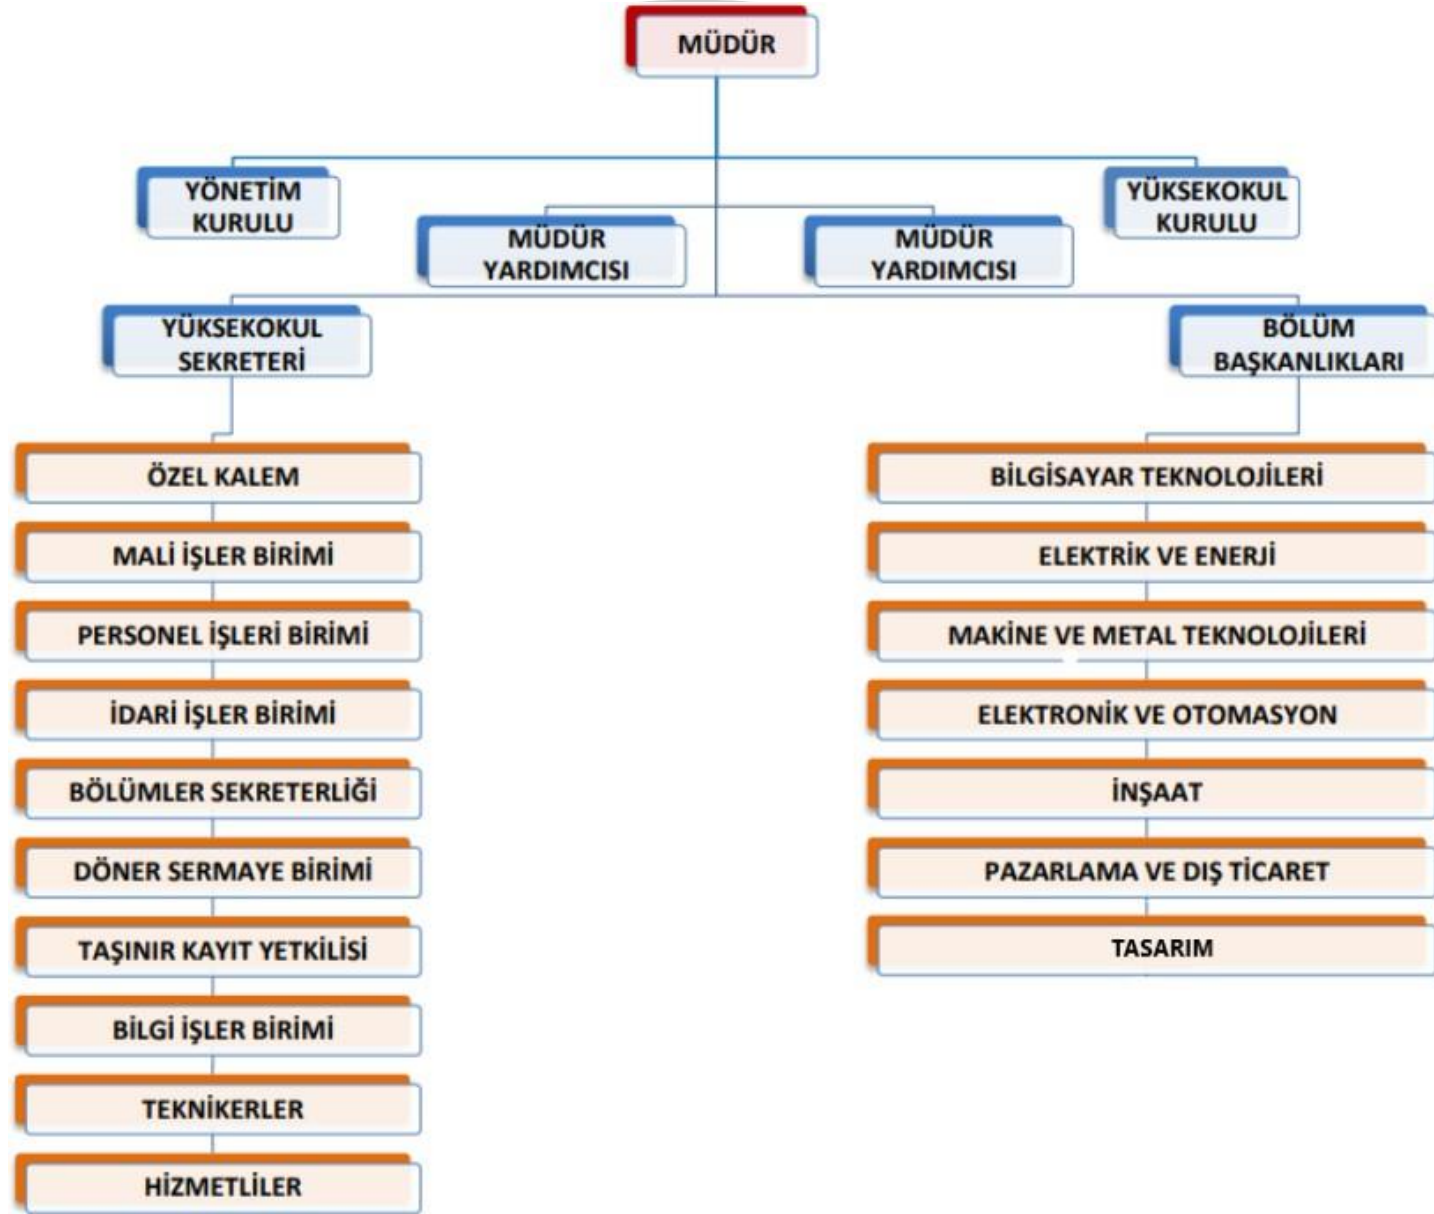 MÜDÜR
YÖNETİM
KURULU
YÜKSEKOKUL
KURULU
MÜDÜR
YARDIMCISI
MÜDÜR
YARDIMCISI
YÜKSEKOKUL
SEKRETERİ
BÖLÜM
BAŞKANLIKLARI
ÖZEL KALEM
MALİ İŞLER BİRİMİ
PERSONEL İŞLERİ BİRİMİ
İDARİ İŞLER BİRİMİ
BÖLÜMLER SEKRETERLİĞİ
DÖNER SERMAYE BİRİMİ
TAŞINIR KAYIT YETKİLİSİ
BİLGİ İŞLER BİRİMİ
TEKNİKERLER
HİZMETLİLER
BİLGİSAYAR TEKNOLOJİLERİ
ELEKTRİK VE ENERJİ
MAKİNE VE METAL TEKNOLOJİLERİ
ELEKTRONİK VE OTOMASYON
İNŞAAT
PAZARLAMA VE DIŞ TİCARET
TASARIM